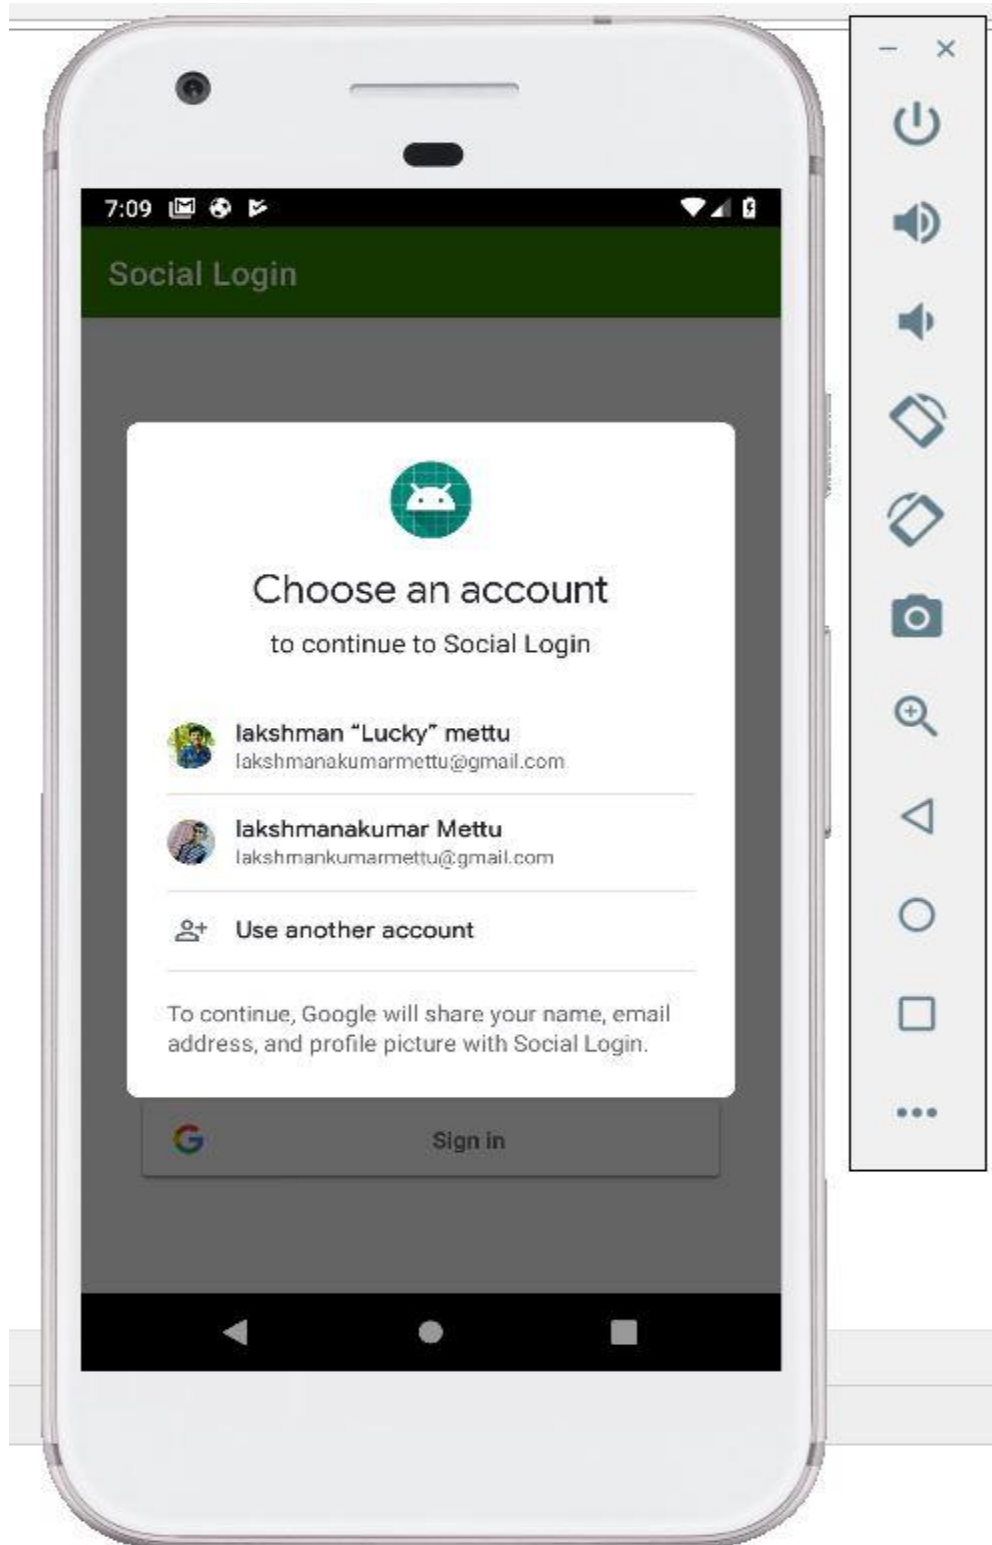 7:09
Social Login
Choose an account
to continue to Social Login
lakshman “Lucky” mettu
lakshmanakumarmettu@gmail.com
lakshmanakumar Mettu
lakshmankumarmettu@gmail.com
Use another account
To continue, Google will share your name, email
address, and profile picture with Social Login.
Sign in